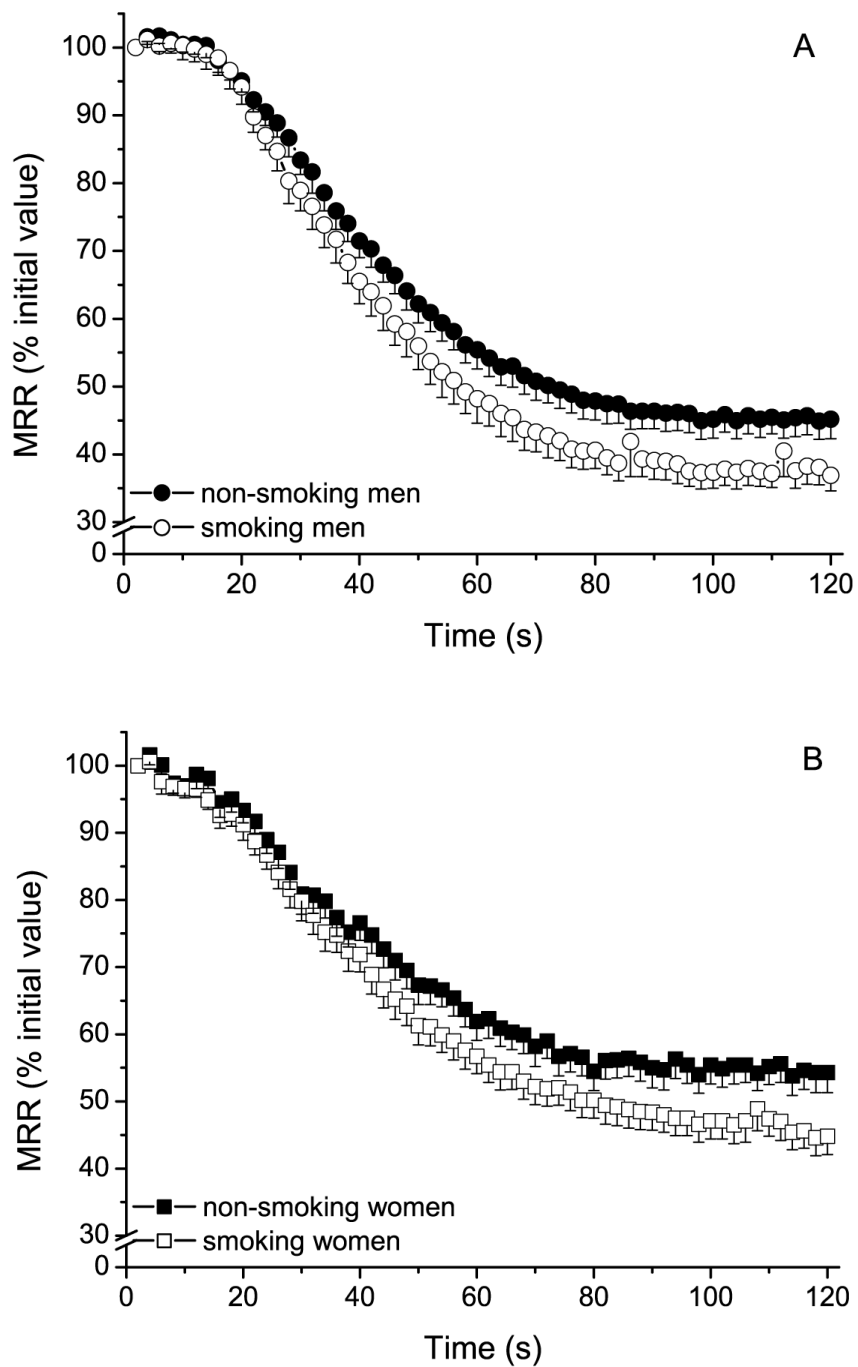 A
100
90
80
70
60
50
40
30
0
MRR (% initial value)
non-smoking men
smoking men
0 20 40 60 80 100 120
Time (s)
B
100
90
80
70
60
50
40
30
0
MRR (% initial value)
non-smoking women
smoking women
0 20 40 60 80 100 120
Time (s)